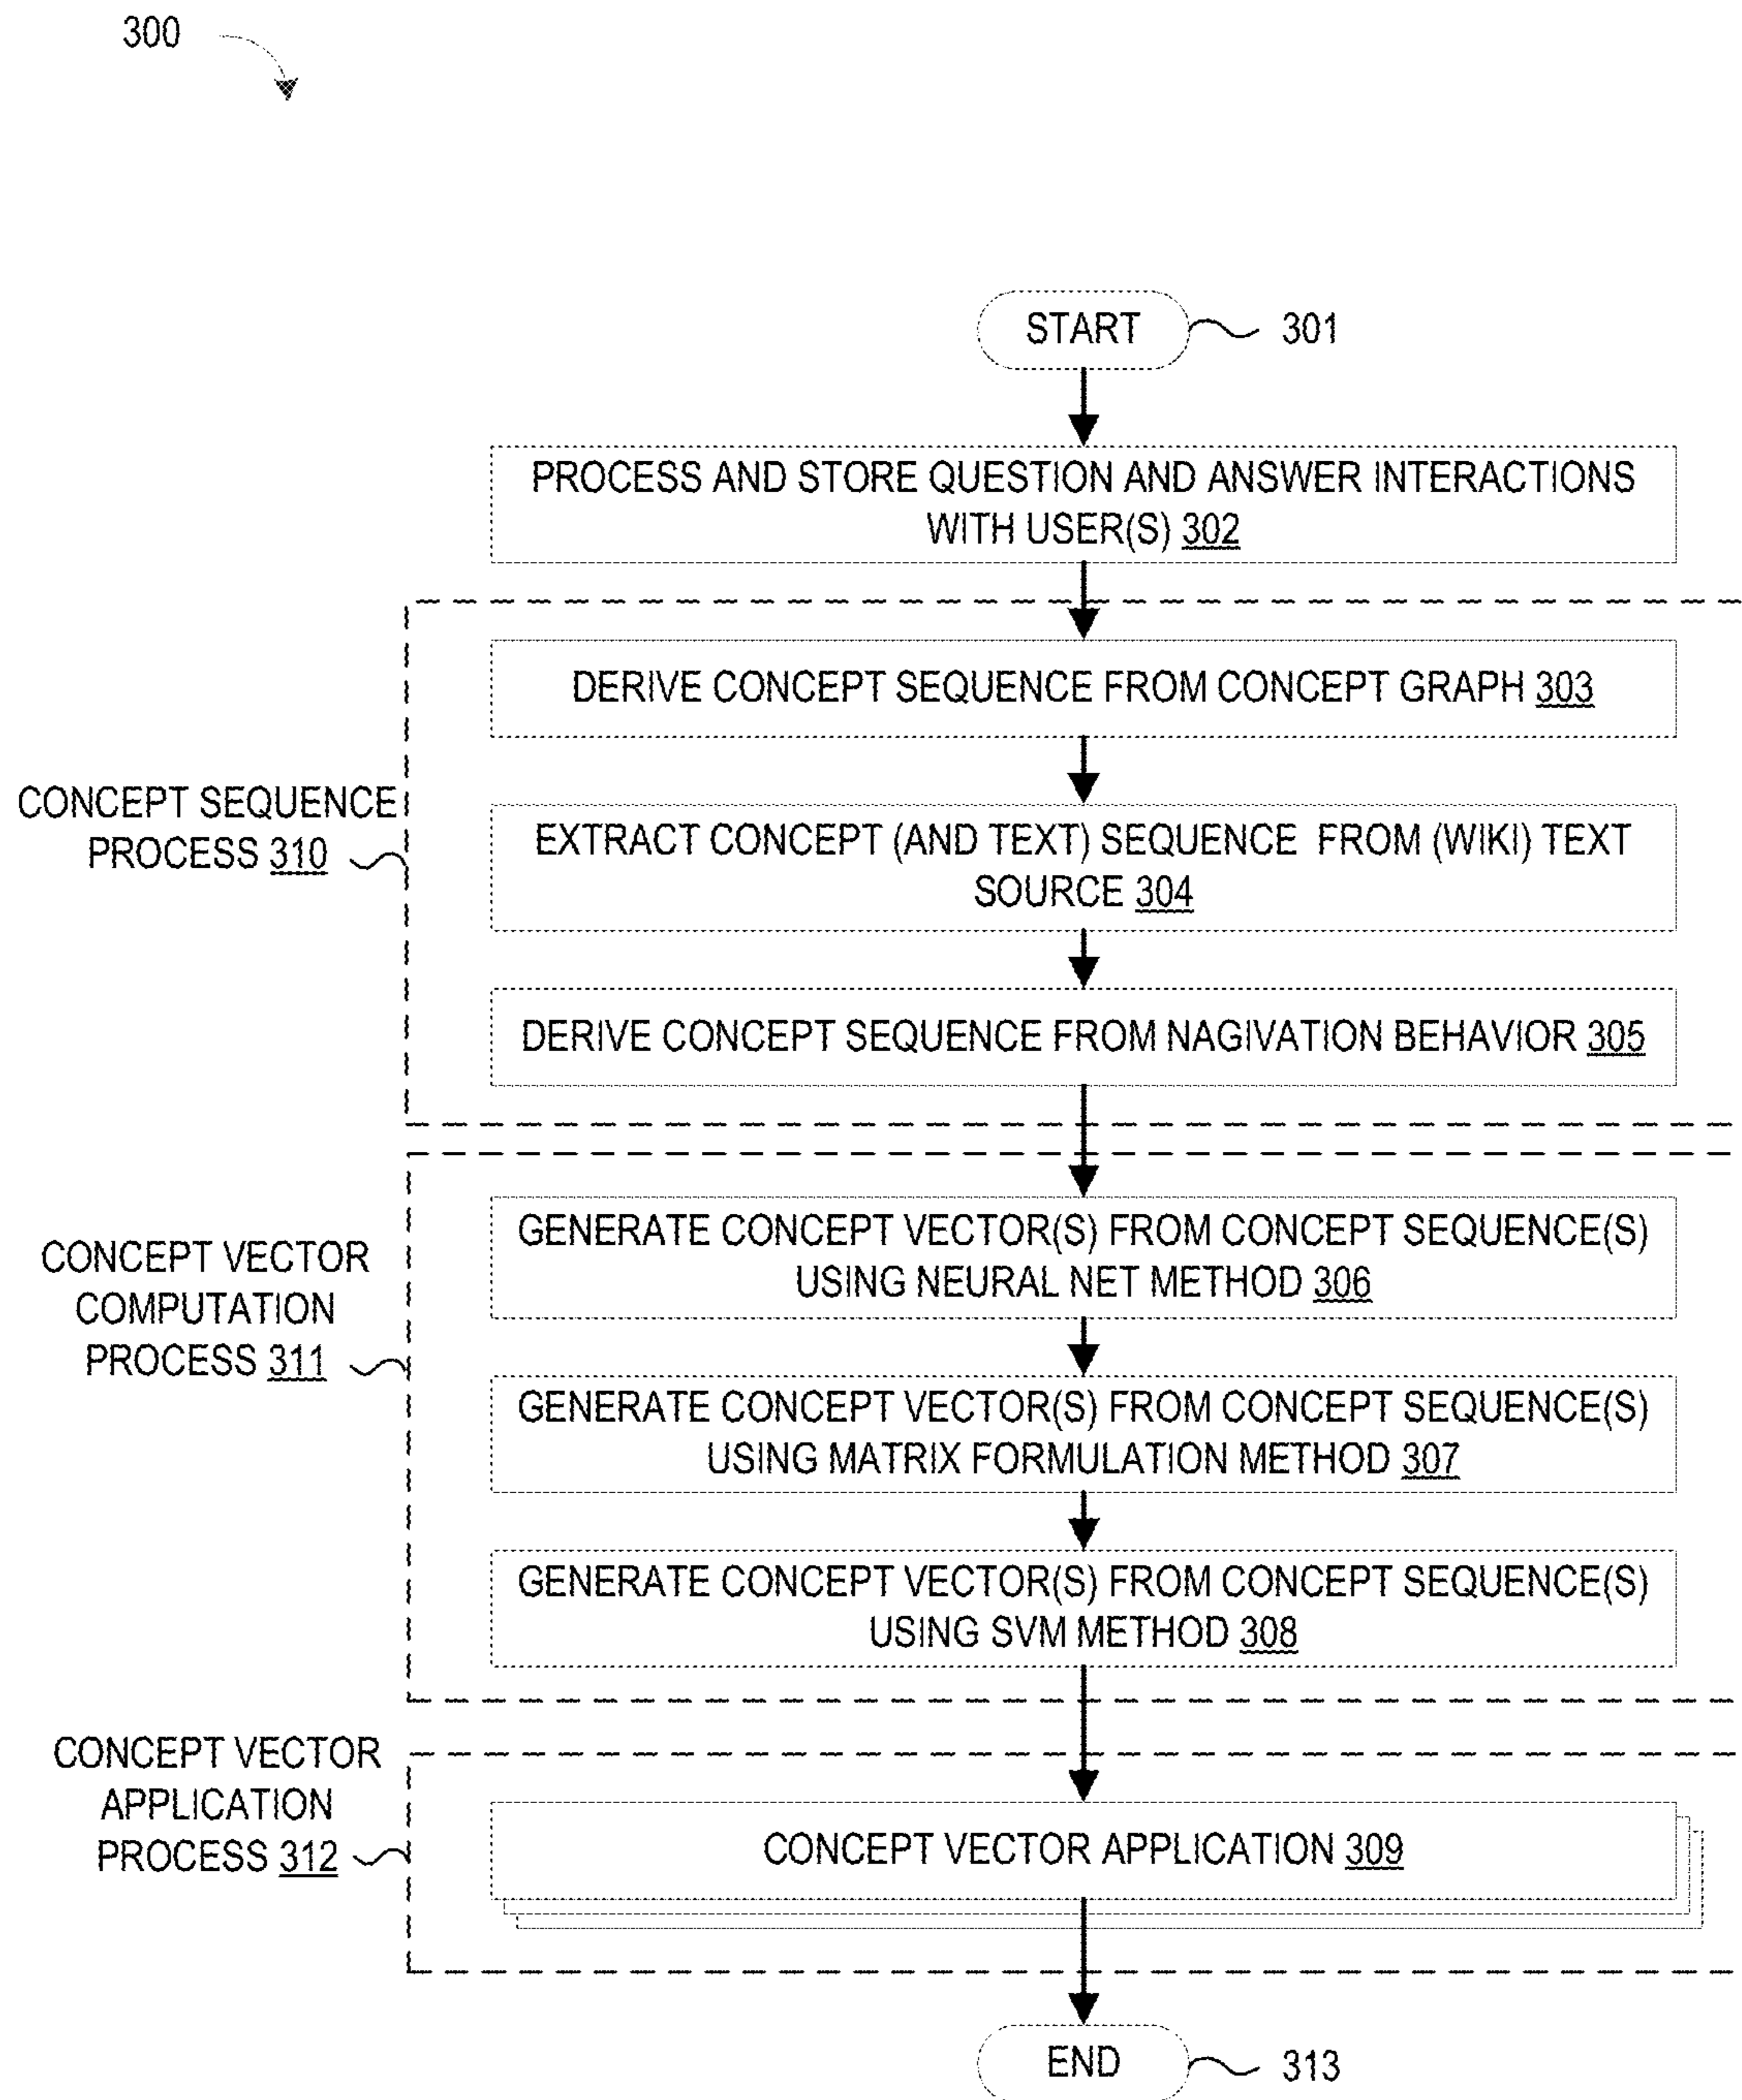 300
START
301
PROCESS AND STORE QUESTION AND ANSWER INTERACTIONS
WITH USER(S) 302
DERIVE CONCEPT SEQUENCE FROM CONCEPT GRAPH 303
CONCEPT SEQUENCE
PROCESS 310
EXTRACT CONCEPT (AND TEXT) SEQUENCE FROM (WIKI) TEXT
SOURCE 304
DERIVE CONCEPT SEQUENCE FROM NAGIVATION BEHAVIOR 305
CONCEPT VECTOR
COMPUTATION
PROCESS 311
GENERATE CONCEPT VECTOR(S) FROM CONCEPT SEQUENCE(S)
USING NEURAL NET METHOD 306
GENERATE CONCEPT VECTOR(S) FROM CONCEPT SEQUENCE(S)
USING MATRIX FORMULATION METHOD 307
GENERATE CONCEPT VECTOR(S) FROM CONCEPT SEQUENCE(S)
USING SVM METHOD 308
CONCEPT VECTOR
APPLICATION
PROCESS 312
CONCEPT VECTOR APPLICATION 309
END
313